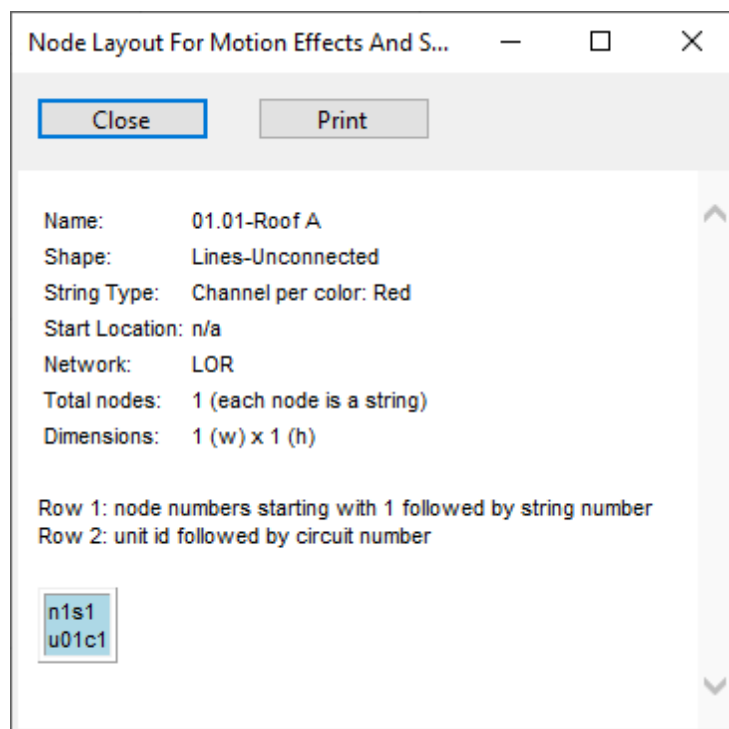 Node Layout For Motion Effects And S...
Close Print
Name: 01.01-Roof A
Shape: Lines-Unconnected
String Type: Channel per color: Red
Start Location: n/a
Network: LOR
Total nodes: 1 (each node is a string)
Dimensions: 1 (w) x 1 (h)
Row 1: node numbers starting with 1 followed by string number
Row 2: unit id followed by circuit number
n1s1
u01c1